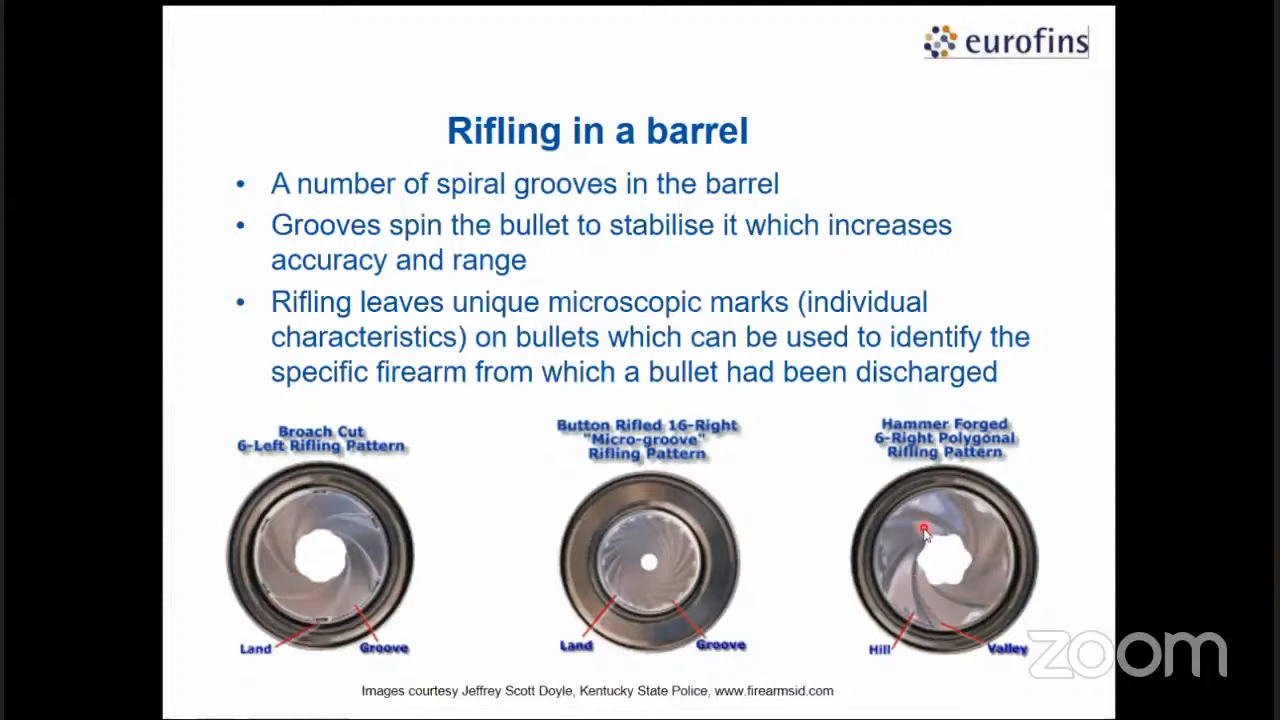 eurofins
Rifling in a barrel
• A number of spiral grooves in the barrel
• Grooves spin the bullet to stabilise it which increases
accuracy and range
• Rifling leaves unique microscopic marks (individual
characteristics) on bullets which can be used to identify the
specific firearm from which a bullet had been discharged
Broach Cut
6-Left Rifling Pattern
Button Rifled 16-Right
"Micro-groove"
Rifling Pattern
Hammer Forged
6-Right Polygonal
Rifling Pattern
Land
Groove
Land
Groove
Hill
Valley
zoom
Images courtesy Jeffrey Scott Doyle, Kentucky State Police, www.firearmsid.com